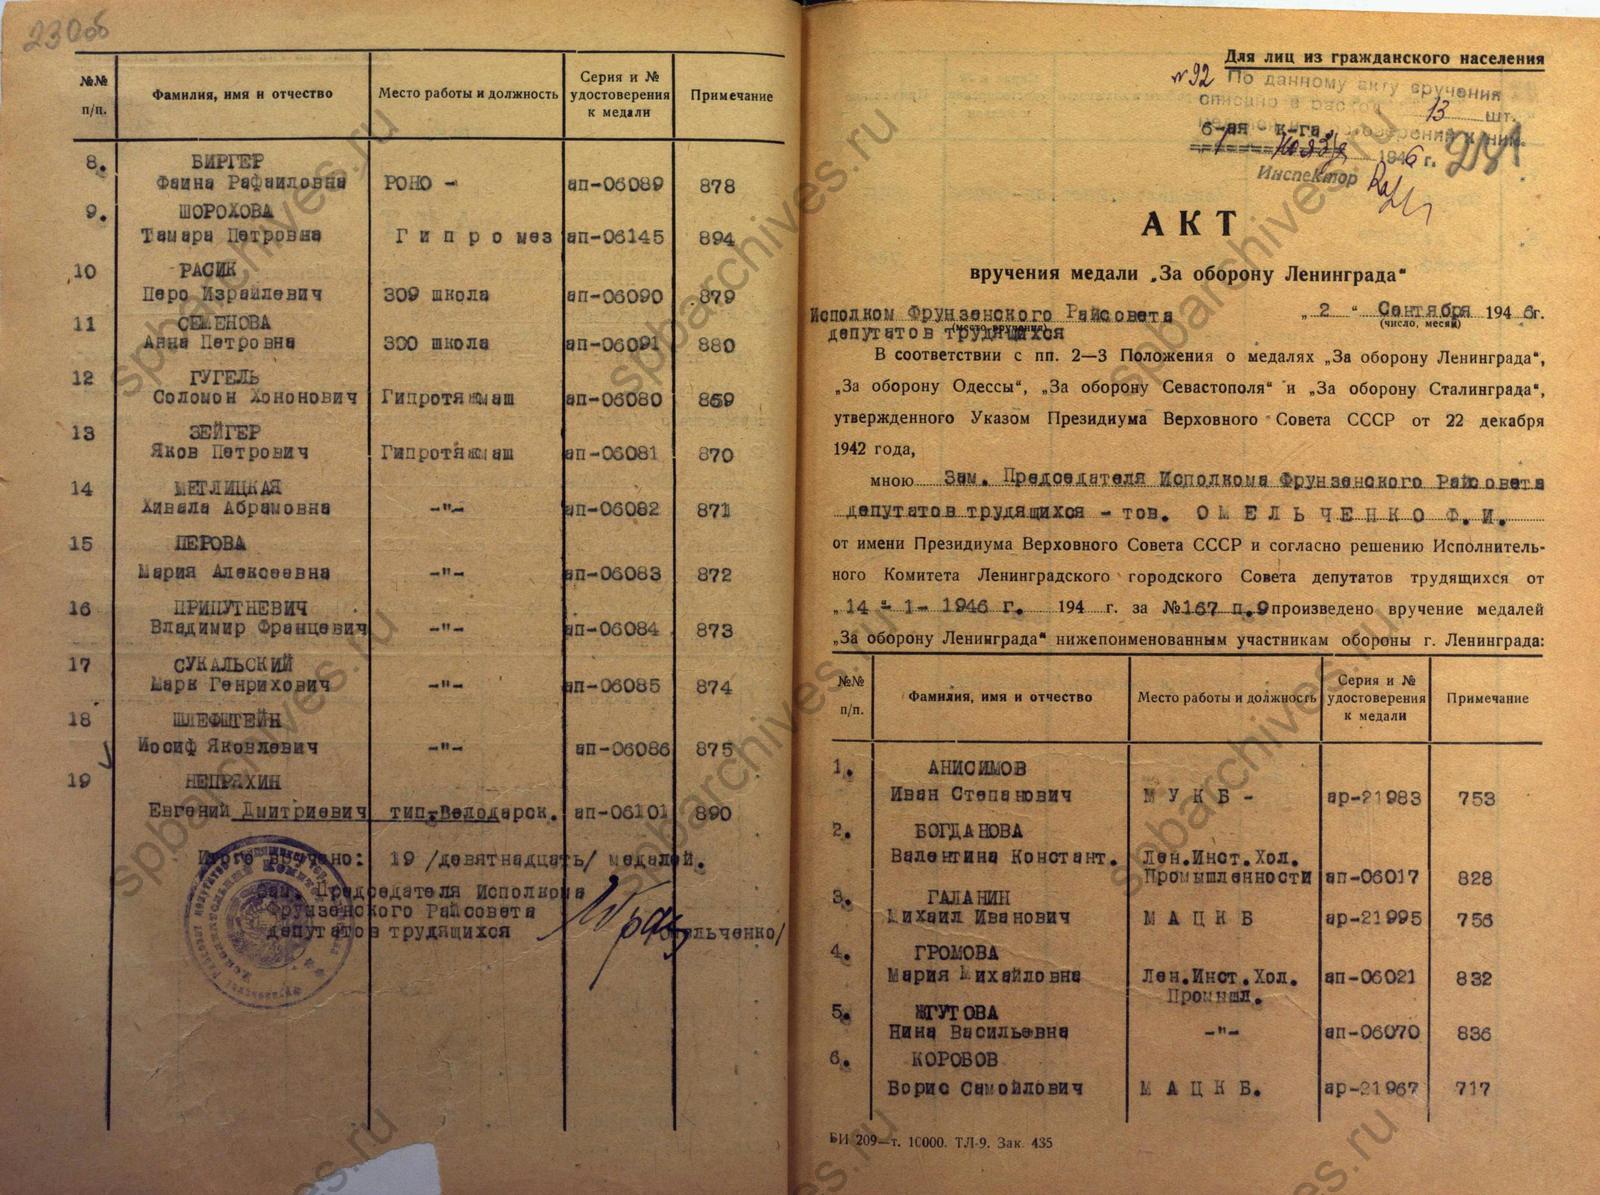 230об
№№ п/п.
Фамилия, имя и отчество
Место работы и должность
Серия и № удостоверения к медали
Примечание
8. БИРГЕР
Фаина Рафаиловна РОНО - ап-06089 878
9. ШОРОХОВА
Тамара Петровна Гипромез ап-06145 894
10 РАСИК
Перо Израилевич 309 школа ап-06090 879
11 СЕМЕНОВА
Анна Петровна 300 школа ап-06091 880
12 ГУГЕЛЬ
Соломон Хононович Гипротяжмаш ап-06080 869
13 ЗЕЙГЕР
Яков Петрович Гипротяжмаш ап-06081 870
14 МЕТЛИЦКАЯ
Хивала Абрамовна -"- ап-06082 871
15 ПЕРОВА
Мария Алексеевна -"- ап-06083 872
16 ПРИПУТНЕВИЧ
Владимир Францевич -"- ап-06084 873
17 СУКАЛЬСКИЙ
Марк Генрихович -"- ап-06085 874
18 ШЛЕФШТЕЙН
Иосиф Яковлевич -"- ап-06086 875
19 НЕПРЯХИН
Евгений Дмитриевич тип.Володарск. ап-06101 890
Итого вручено: 19 /девятнадцать/ медалей.
Зам. Председателя Исполкома
Фрунзенского Райсовета
депутатов трудящихся ельченко/
Для лиц из гражданского населения
№92 По данному акту вручения
списано в расход 13 шт.
6-ая к-га.
1 1946 г.
Инспектор
АКТ
вручения медали „За оборону Ленинграда“
Исполком Фрунзенского Райсовета „2“ Сентября 1946г.
депутатов трудящихся
(место вручения) (число, месяц)
В соответствии с пп. 2—3 Положения о медалях „За оборону Ленинграда“,
„За оборону Одессы“, „За оборону Севастополя“ и „За оборону Сталинграда“,
утвержденного Указом Президиума Верховного Совета СССР от 22 декабря
1942 года,
мною Зам. Председателя Исполкома Фрунзенского Райсовета
депутатов трудящихся - тов. ОМЕЛЬЧЕНКО Ф.И.
от имени Президиума Верховного Совета СССР и согласно решению Исполнитель-
ного Комитета Ленинградского городского Совета депутатов трудящихся от
„14 - 1- 1946 г. 194 г. за №167 п.9 произведено вручение медалей
„За оборону Ленинграда“ нижепоименованным участникам обороны г. Ленинграда:
№№ п/п.
Фамилия, имя и отчество
Место работы и должность
Серия и № удостоверения к медали
Примечание
1. АНИСИМОВ
Иван Степанович МУКБ - ар-21983 753
2. БОГДАНОВА
Валентина Констант. Лен.Инст.Хол.
Промышленности ап-06017 828
3. ГАЛАНИН
Михаил Иванович МАЦКБ ар-21995 756
4. ГРОМОВА
Мария Михайловна Лен.Инст.Хол. ап-06021 832
Промышл.
5. ЖГУТОВА
Нина Васильевна -"- ап-06070 836
6. КОРОБОВ
Борис Самойлович МАЦКБ. ар-21967 717
БИ 209—т. 10000. ТЛ-9. Зак. 435
spbarchives.ru